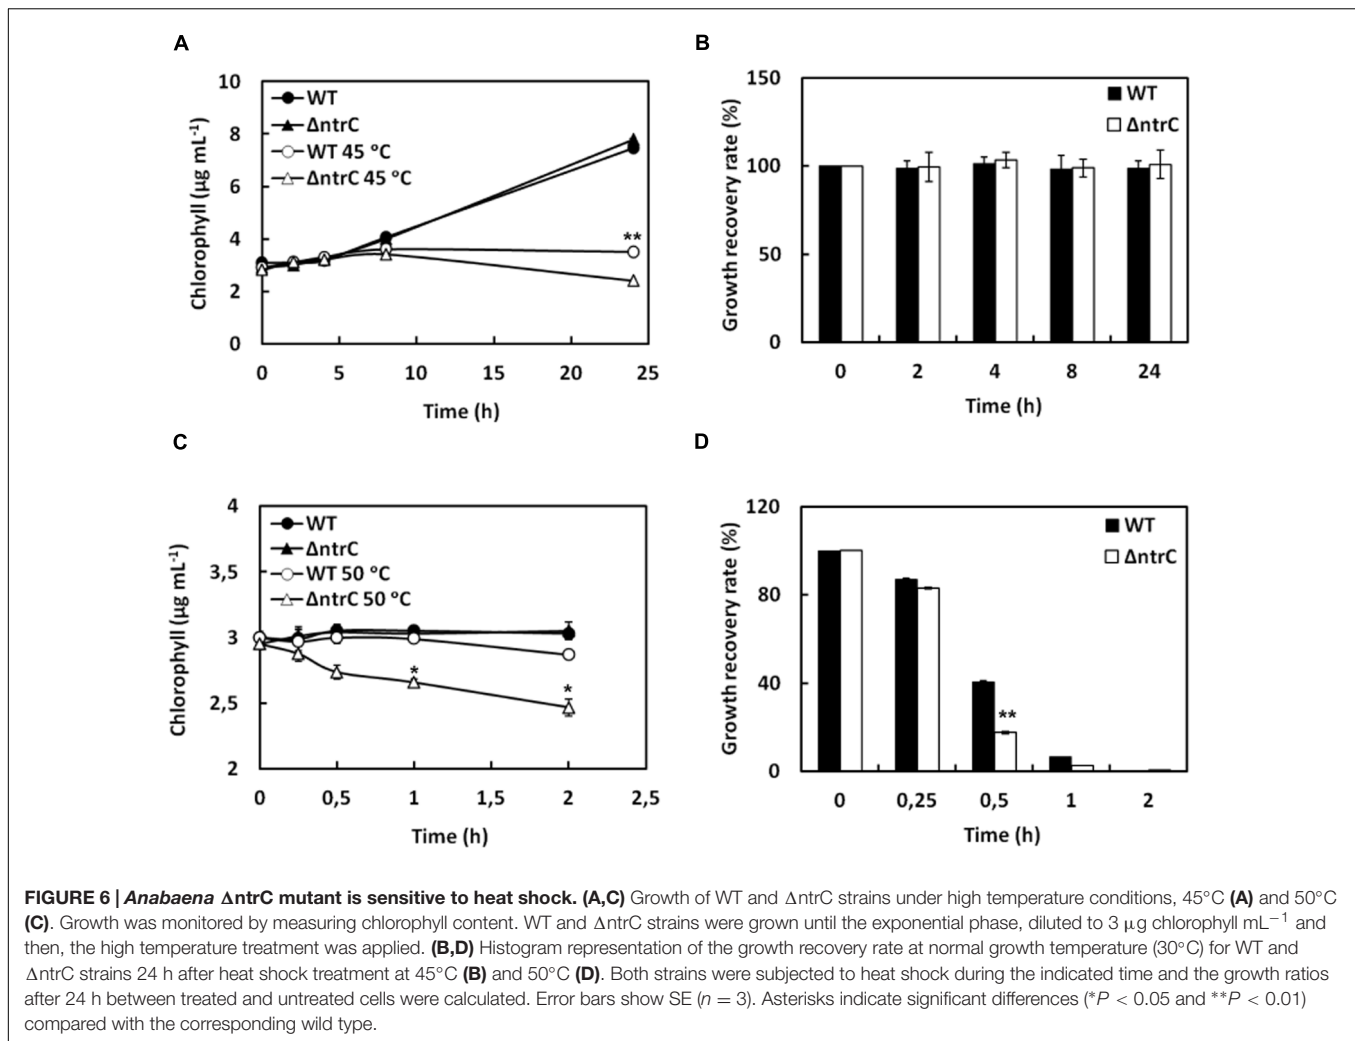 A
10
8
6
4
2
0
Chlorophyll (µg mL-1)
WT
ΔntrC
WT 45 °C
ΔntrC 45 °C
**
0 5 10 15 20 25
Time (h)
B
150
100
50
0
Growth recovery rate (%)
WT
ΔntrC
0 2 4 8 24
Time (h)
C
4
3,5
3
2,5
2
Chlorophyll (µg mL-1)
WT
ΔntrC
WT 50 °C
ΔntrC 50 °C
*
*
0 0,5 1 1,5 2 2,5
Time (h)
D
120
80
40
0
Growth recovery rate (%)
WT
ΔntrC
**
0 0,25 0,5 1 2
Time (h)
FIGURE 6 | Anabaena ΔntrC mutant is sensitive to heat shock. (A,C) Growth of WT and ΔntrC strains under high temperature conditions, 45°C (A) and 50°C
(C). Growth was monitored by measuring chlorophyll content. WT and ΔntrC strains were grown until the exponential phase, diluted to 3 µg chlorophyll mL−1 and
then, the high temperature treatment was applied. (B,D) Histogram representation of the growth recovery rate at normal growth temperature (30°C) for WT and
ΔntrC strains 24 h after heat shock treatment at 45°C (B) and 50°C (D). Both strains were subjected to heat shock during the indicated time and the growth ratios
after 24 h between treated and untreated cells were calculated. Error bars show SE (n = 3). Asterisks indicate significant differences (*P < 0.05 and **P < 0.01)
compared with the corresponding wild type.